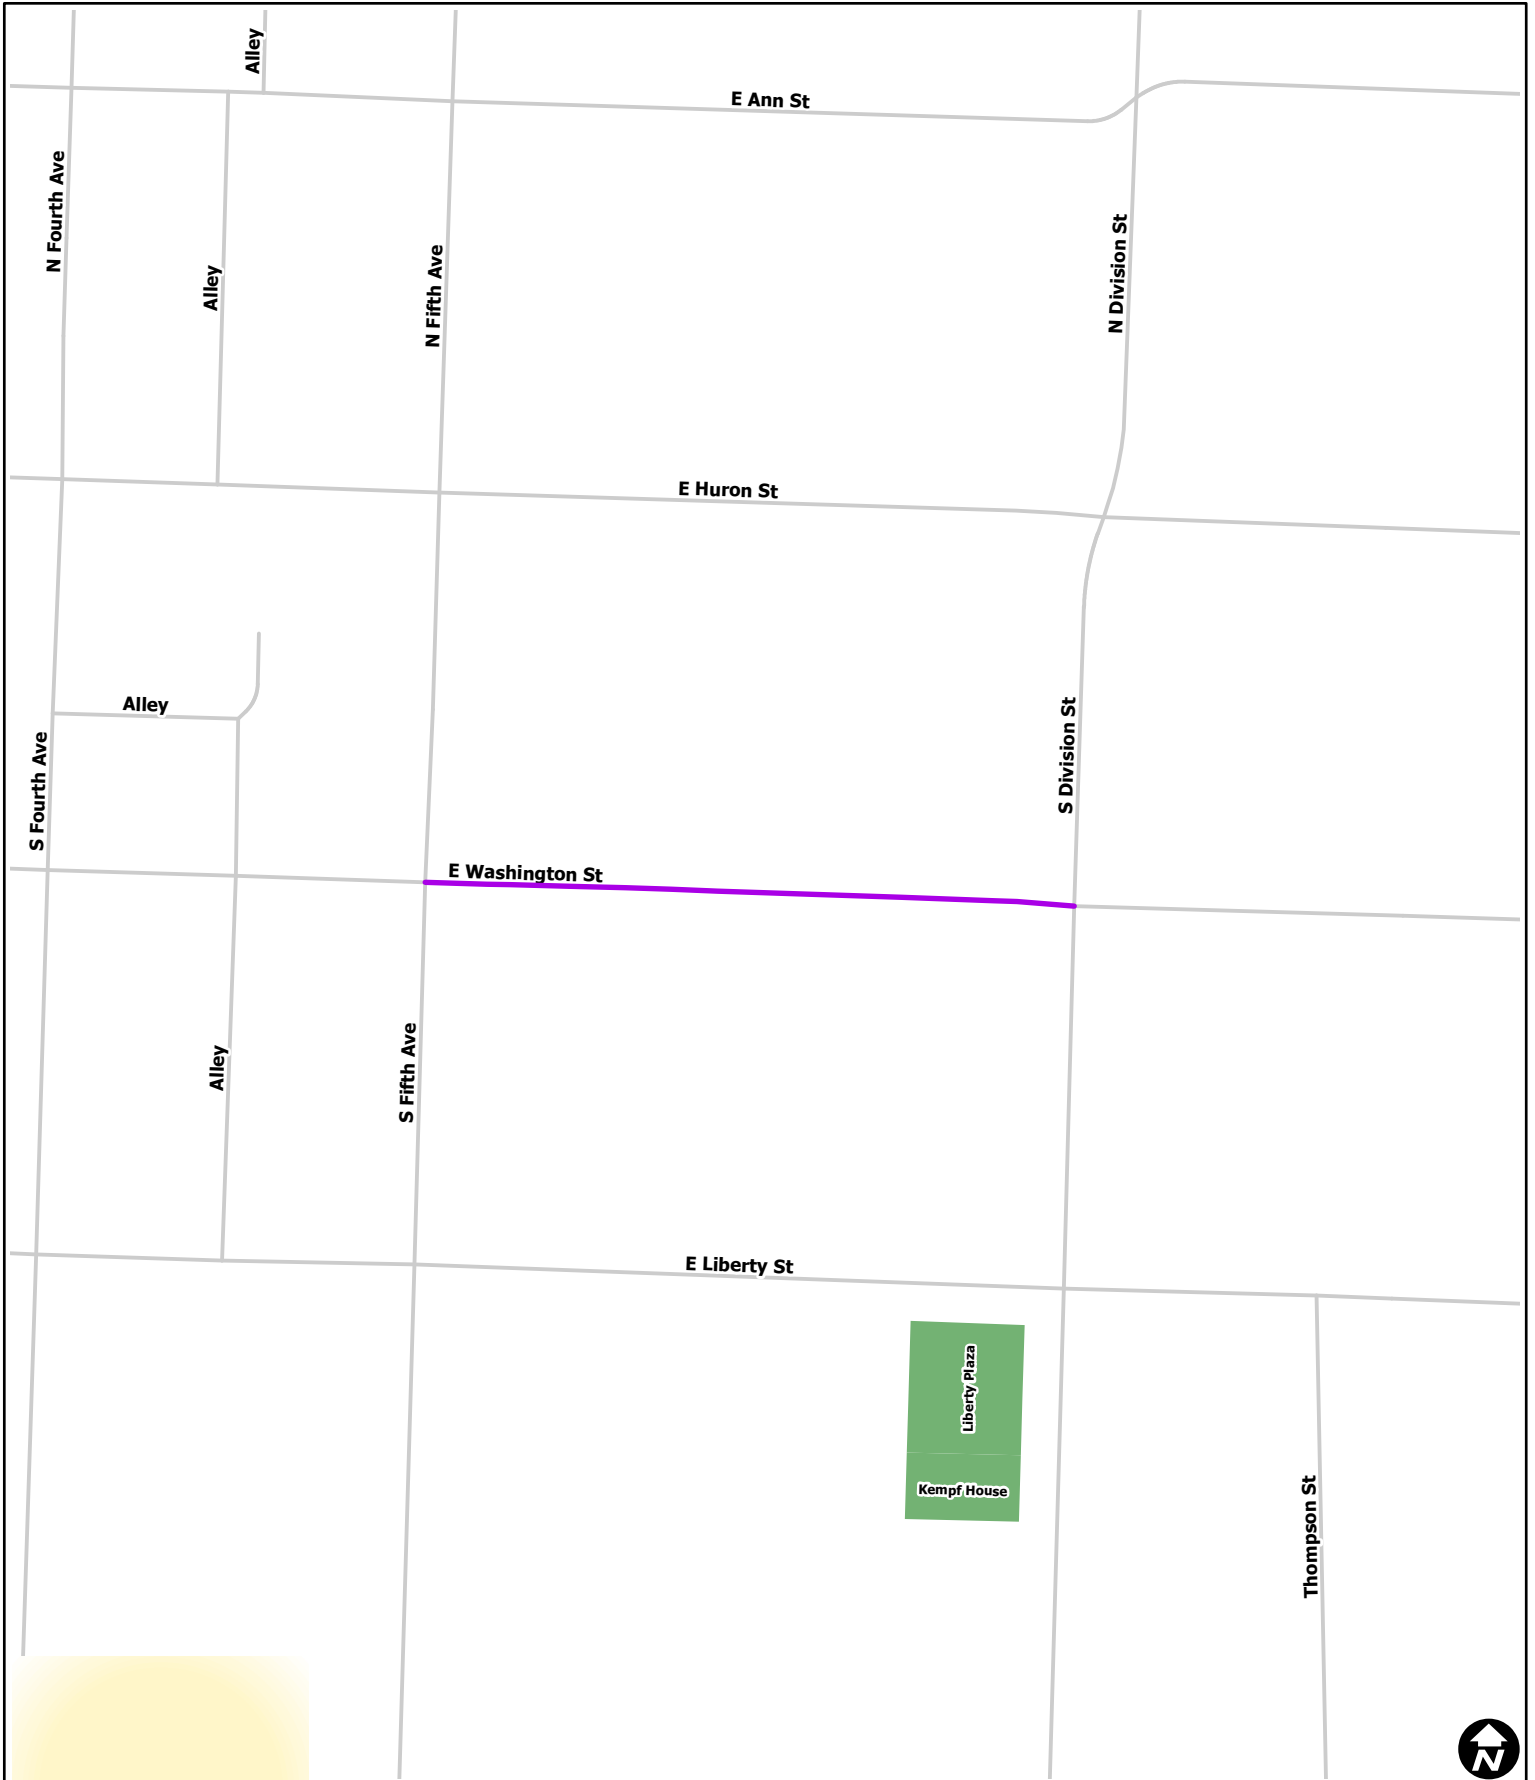 Alley
E Ann St
N Fourth Ave
Alley
N Fifth Ave
N Division St
E Huron St
Alley
S Fourth Ave
S Division St
E Washington St
Alley
S Fifth Ave
E Liberty St
Liberty Plaza
Kempf House
Thompson St
N